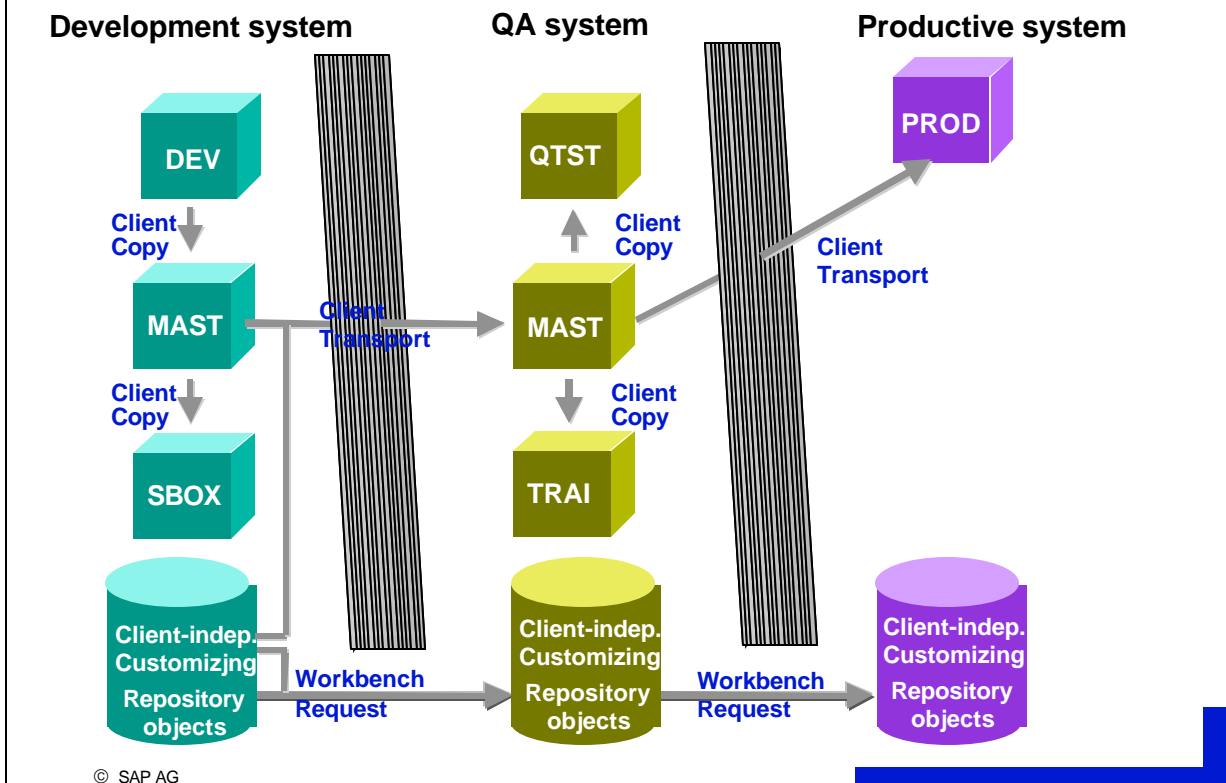 Development system
QA system
Productive system
DEV
QTST
PROD
Client
Copy
Client
Copy
Client
Transport
MAST
Client
Transport
MAST
Client
Copy
Client
Copy
SBOX
TRAI
Client-indep.
Customizjng
Repository
objects
Workbench
Request
Client-indep.
Customizing
Repository
objects
Workbench
Request
Client-indep.
Customizing
Repository
objects
© SAP AG